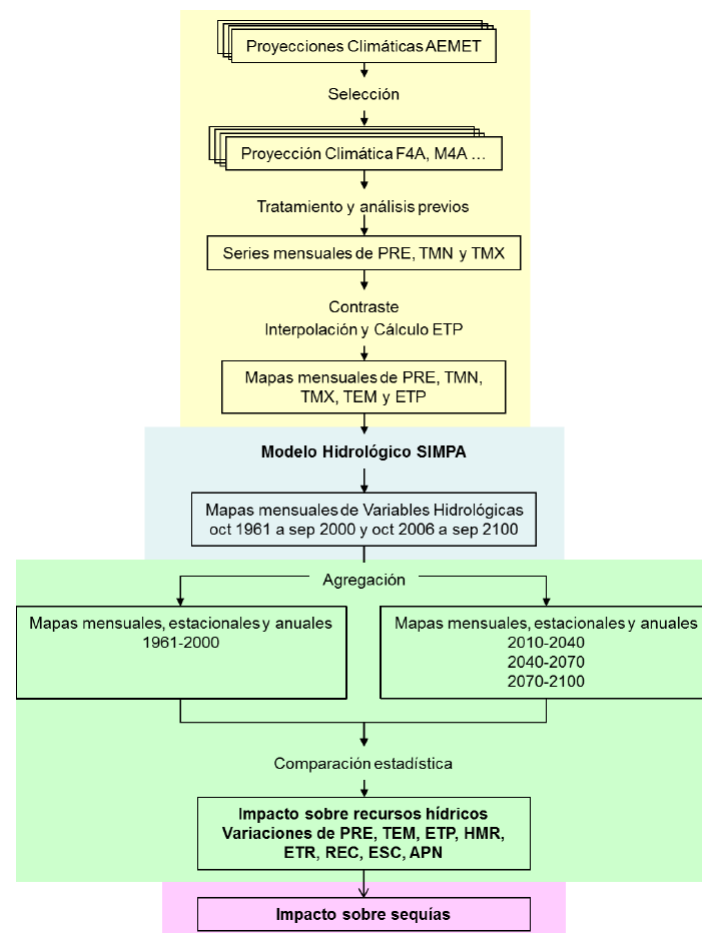 Proyecciones Climáticas AEMET
Selección
Proyección Climática F4A, M4A ...
Tratamiento y análisis previos
Series mensuales de PRE, TMN y TMX
Contraste
Interpolación y Cálculo ETP
Mapas mensuales de PRE, TMN,
TMX, TEM y ETP
Modelo Hidrológico SIMPA
Mapas mensuales de Variables Hidrológicas
oct 1961 a sep 2000 y oct 2006 a sep 2100
Agregación
Mapas mensuales, estacionales y anuales
1961-2000
Mapas mensuales, estacionales y anuales
2010-2040
2040-2070
2070-2100
Comparación estadística
Impacto sobre recursos hídricos
Variaciones de PRE, TEM, ETP, HMR,
ETR, REC, ESC, APN
Impacto sobre sequías